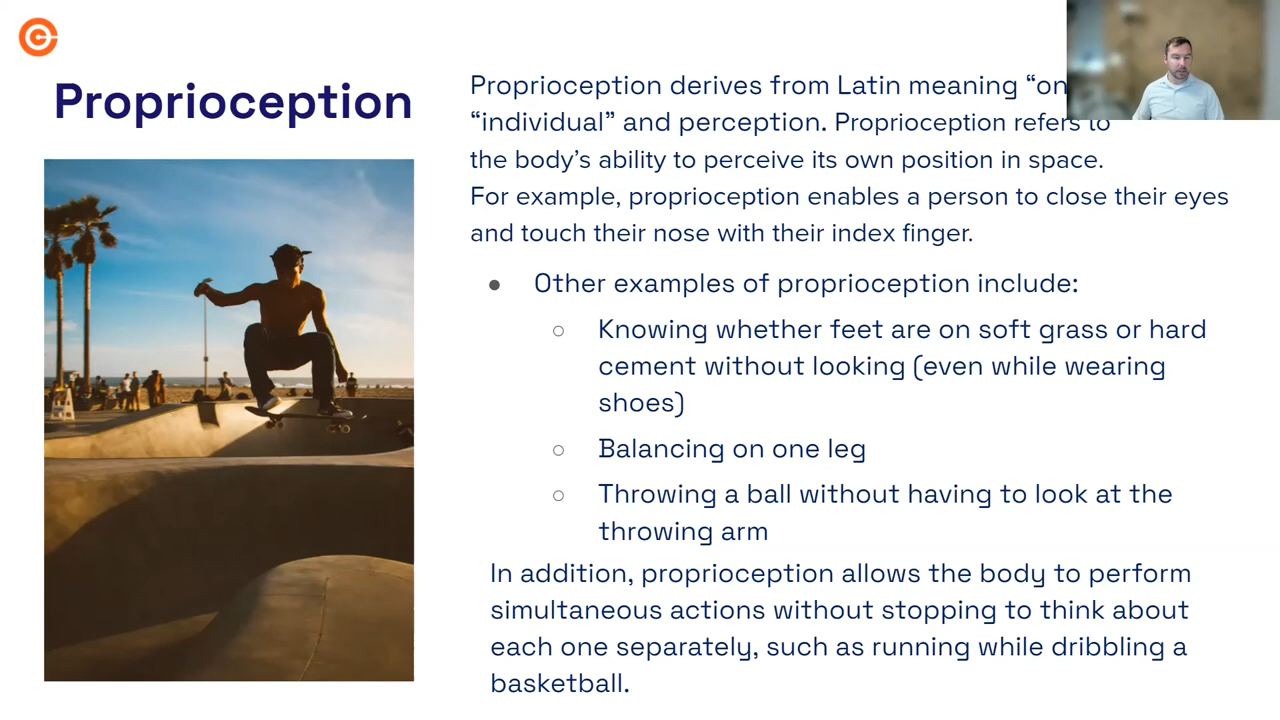 Proprioception
Proprioception derives from Latin meaning “on
“individual” and perception. Proprioception refers to
the body’s ability to perceive its own position in space.
For example, proprioception enables a person to close their eyes
and touch their nose with their index finger.
● Other examples of proprioception include:
○ Knowing whether feet are on soft grass or hard
cement without looking (even while wearing
shoes)
○ Balancing on one leg
○ Throwing a ball without having to look at the
throwing arm
In addition, proprioception allows the body to perform
simultaneous actions without stopping to think about
each one separately, such as running while dribbling a
basketball.